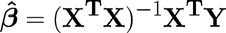 𝜷̂ = (𝐗ᵀ𝐗)⁻¹𝐗ᵀ𝐘